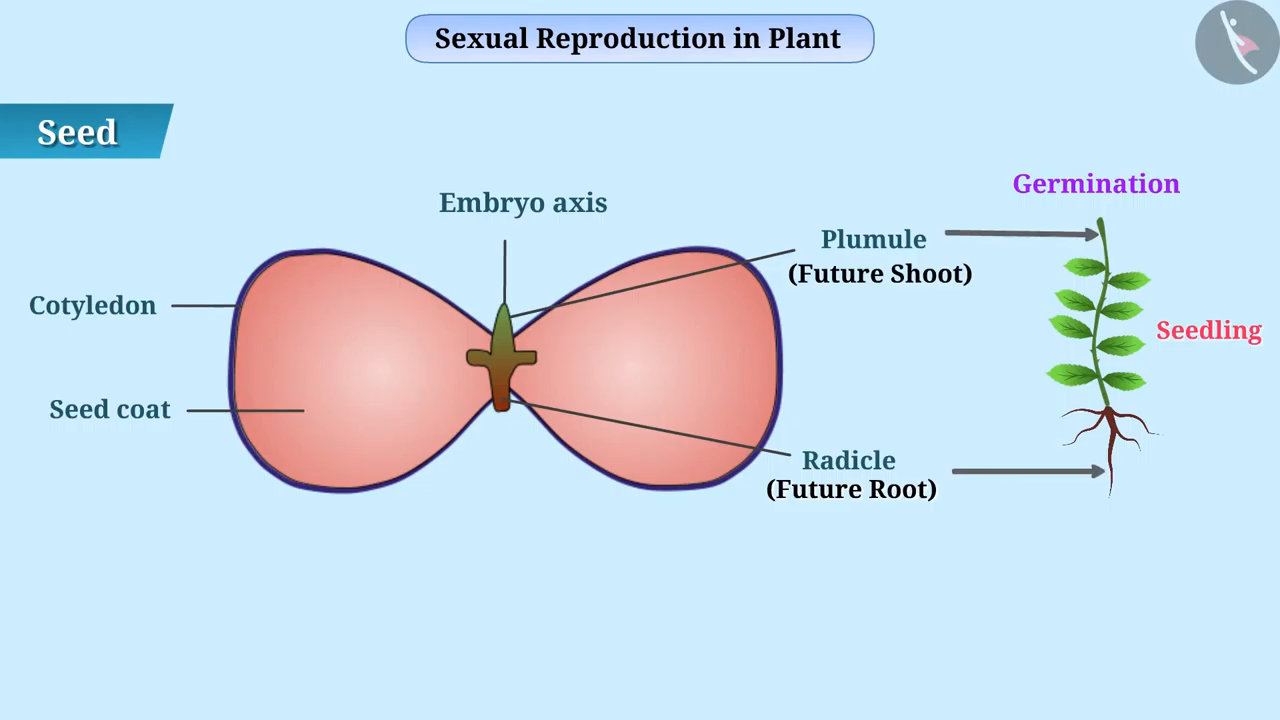 Sexual Reproduction in Plant
Seed
Germination
Embryo axis
Plumule
(Future Shoot)
Cotyledon
Seedling
Seed coat
Radicle
(Future Root)